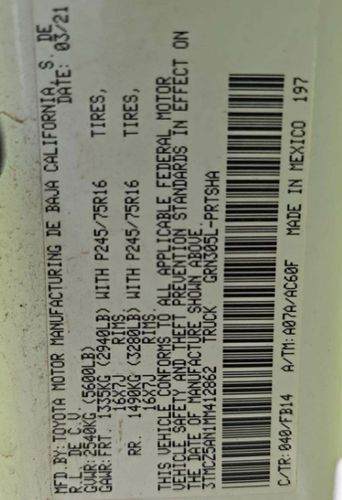 MFD.BY:TOYOTA MOTOR MANUFACTURING DE BAJA CALIFORNIA, S. DE
R.L. DE C.V. DATE: 03/21
GVWR: 2540KG (5600LB)
GAWR: FRT. 1335KG (2940LB) WITH P245/75R16 TIRES,
16X7J RIMS.
RR. 1490KG (3280LB) WITH P245/75R16 TIRES,
16X7J RIMS.
THIS VEHICLE CONFORMS TO ALL APPLICABLE FEDERAL MOTOR
VEHICLE SAFETY AND THEFT PREVENTION STANDARDS IN EFFECT ON
THE DATE OF MANUFACTURE SHOWN ABOVE.
3TMCZ5AN1MM412862 TRUCK GRN305L-PRTSHA
C/TR: 040/FB14 A/TM: A07A/AC60F MADE IN MEXICO 197